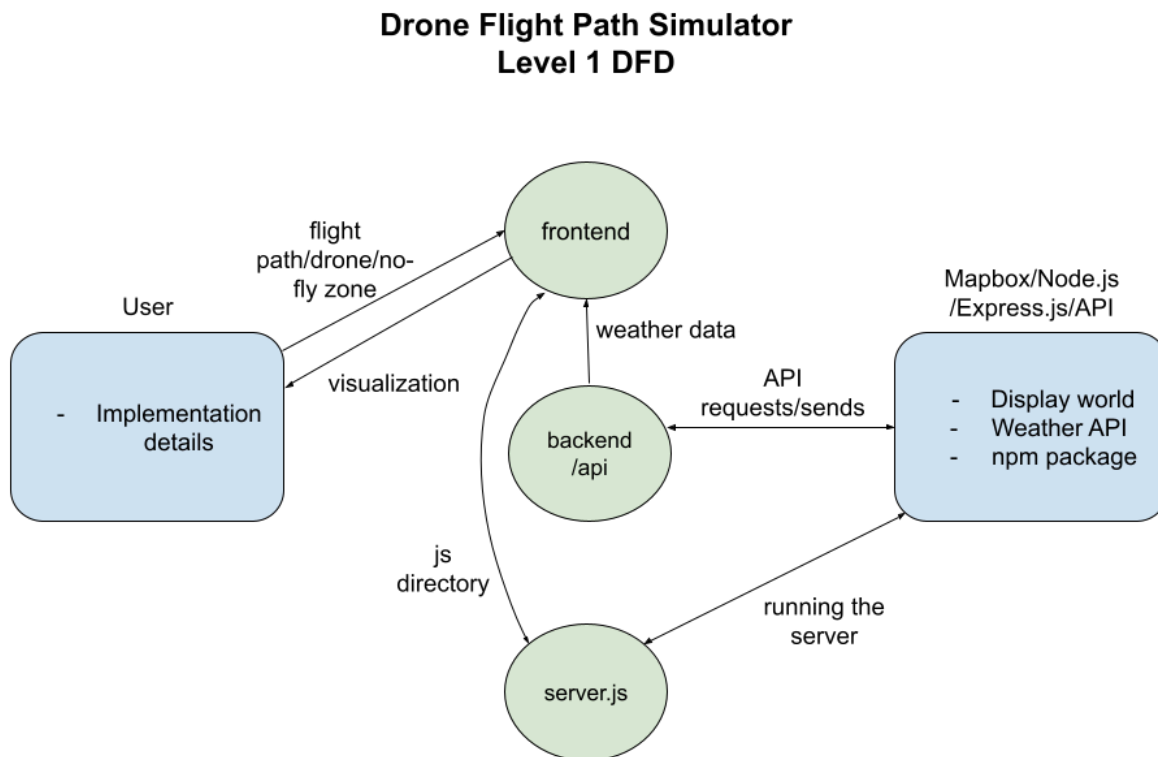 Drone Flight Path Simulator
Level 1 DFD
frontend
flight
path/drone/no-
fly zone
User
Mapbox/Node.js
/Express.js/API
weather data
visualization
- Implementation
details
API
requests/sends
- Display world
- Weather API
- npm package
backend
/api
js
directory
running the
server
server.js